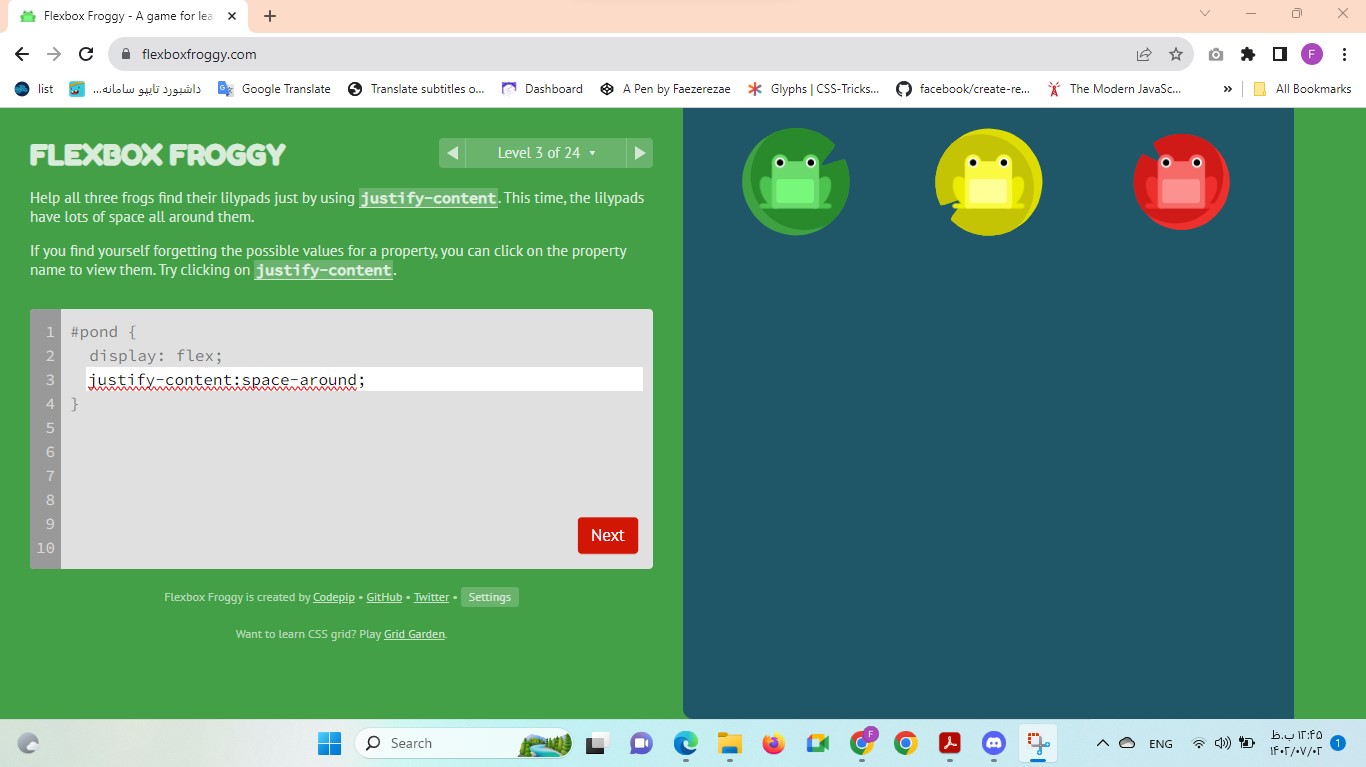 Flexbox Froggy - A game for lea
flexboxfroggy.com
F
list
داشبورد تایپو سامانه...
Google Translate
Translate subtitles o...
Dashboard
A Pen by Faezerezae
Glyphs | CSS-Tricks...
facebook/create-re...
The Modern JavaSc...
»
All Bookmarks
FLEXBOX FROGGY
Level 3 of 24
Help all three frogs find their lilypads just by using justify-content. This time, the lilypads
have lots of space all around them.
If you find yourself forgetting the possible values for a property, you can click on the property
name to view them. Try clicking on justify-content.
1 #pond {
2 display: flex;
3 justify-content:space-around;
4 }
5
6
7
8
9
10
Next
Flexbox Froggy is created by Codepip • GitHub • Twitter • Settings
Want to learn CSS grid? Play Grid Garden.
Search
F
ENG
۱۲:۴۵ ب.ظ
۱۴۰۲/۰۷/۰۲
1